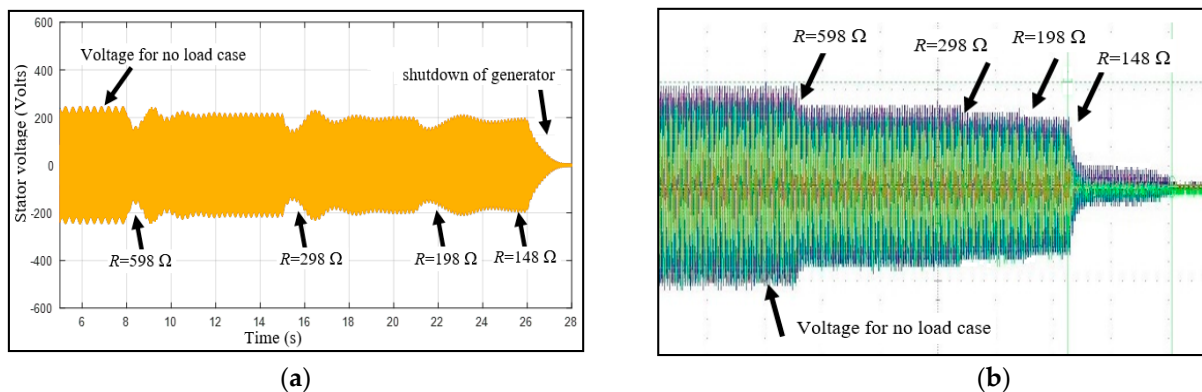 600
400
200
0
-200
-400
-600
Stator voltage (Volts)
Voltage for no load case
shutdown of generator
R=598 Ω
R=298 Ω
R=198 Ω
R=148 Ω
6 8 10 12 14 16 18 20 22 24 26 28
Time (s)
(a)
R=598 Ω
R=298 Ω
R=198 Ω
R=148 Ω
Voltage for no load case
(b)